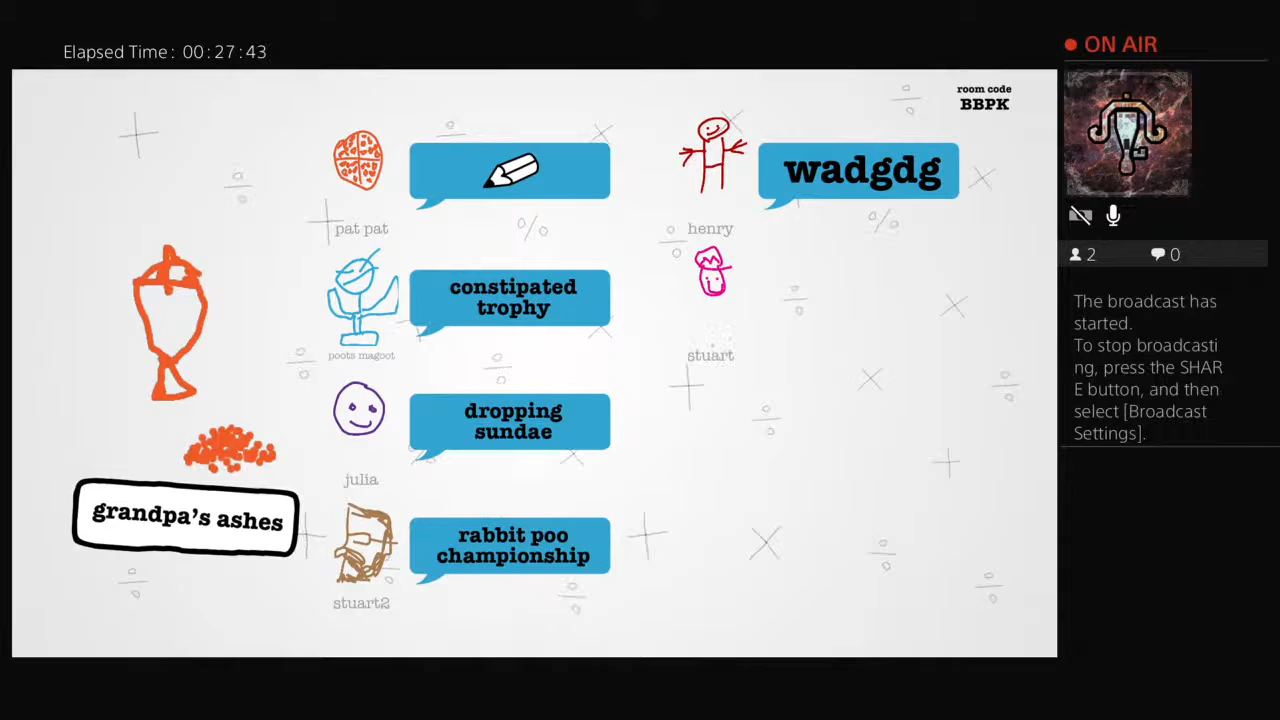 Elapsed Time: 00:27:43
ON AIR
room code
BBPK
wadgdg
pat pat
henry
constipated
trophy
poots magoot
stuart
dropping
sundae
julia
grandpa's ashes
rabbit poo
championship
stuart2
2
0
The broadcast has
started.
To stop broadcasti
ng, press the SHAR
E button, and then
select [Broadcast
Settings].